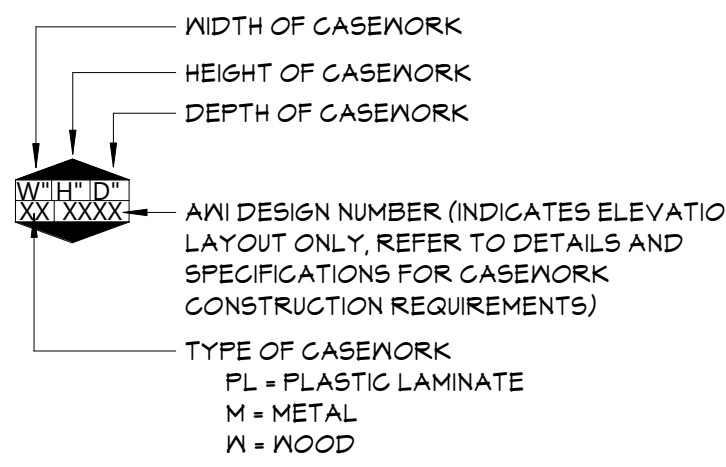 WIDTH OF CASEWORK
HEIGHT OF CASEWORK
DEPTH OF CASEWORK
W" H" D"
XX XXXX
AWI DESIGN NUMBER (INDICATES ELEVATIO
LAYOUT ONLY, REFER TO DETAILS AND
SPECIFICATIONS FOR CASEWORK
CONSTRUCTION REQUIREMENTS)
TYPE OF CASEWORK
PL = PLASTIC LAMINATE
M = METAL
W = WOOD